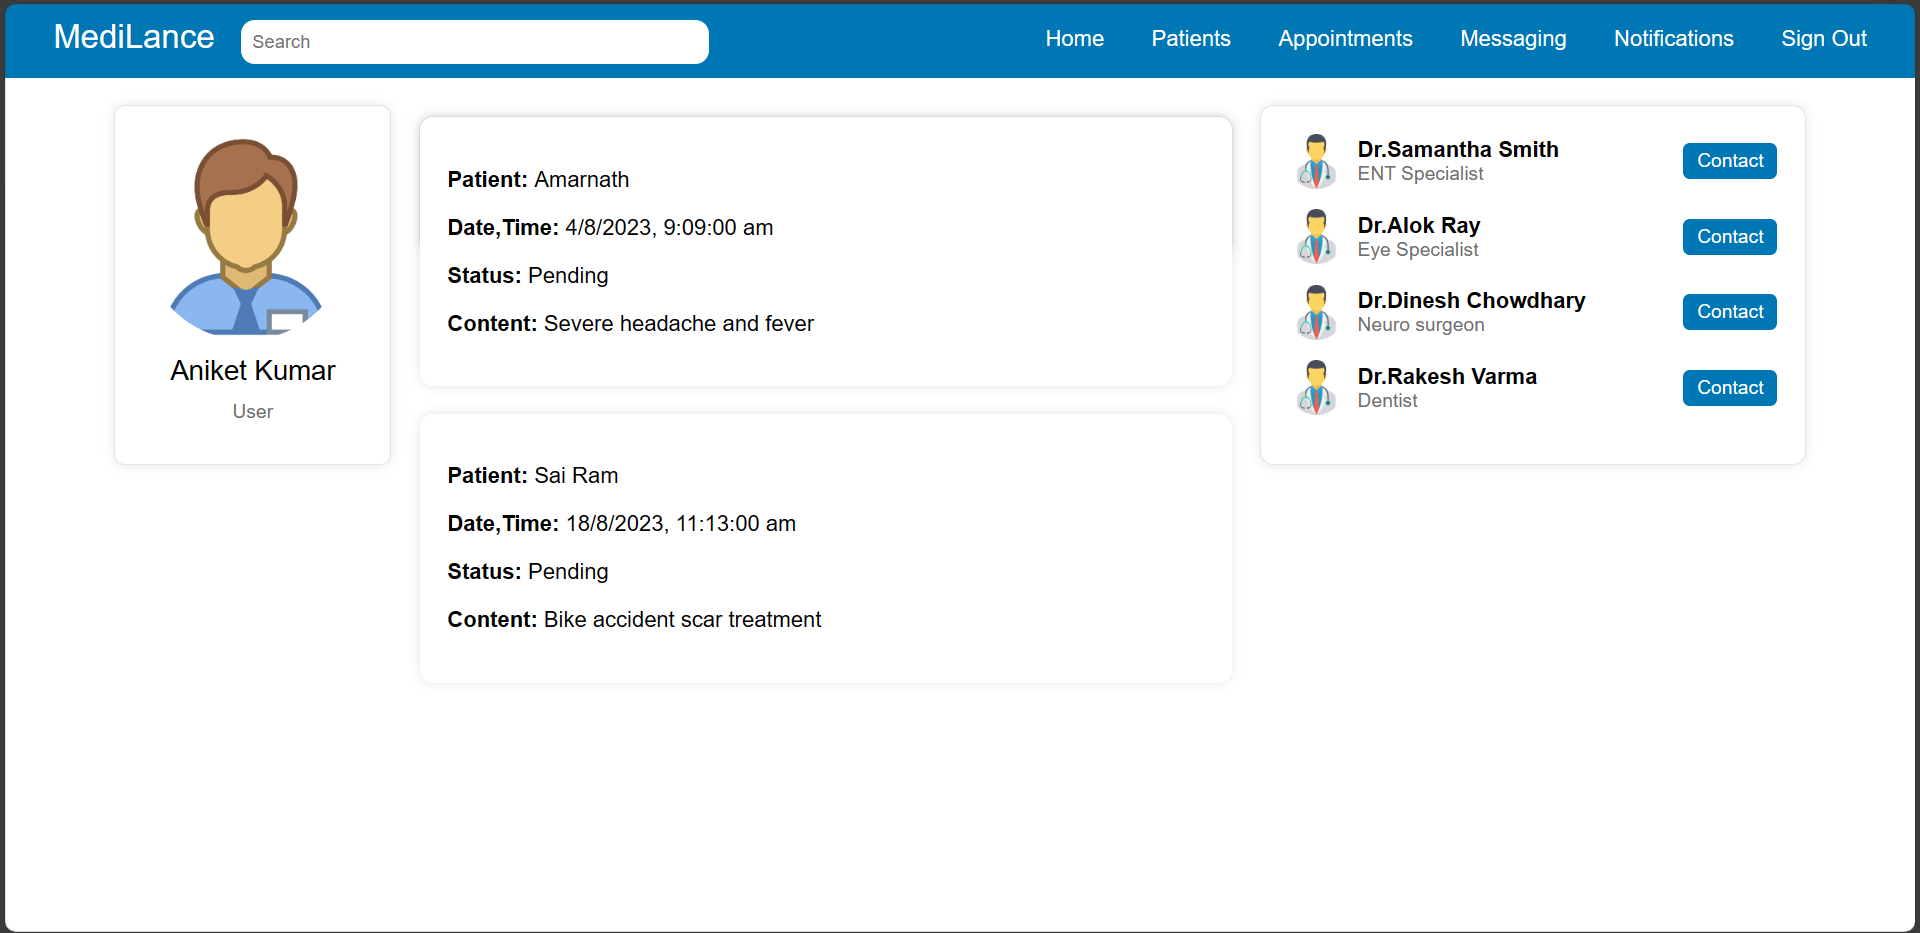 MediLance
Search
Home
Patients
Appointments
Messaging
Notifications
Sign Out
Aniket Kumar
User
Patient: Amarnath
Date,Time: 4/8/2023, 9:09:00 am
Status: Pending
Content: Severe headache and fever
Patient: Sai Ram
Date,Time: 18/8/2023, 11:13:00 am
Status: Pending
Content: Bike accident scar treatment
Dr.Samantha Smith
ENT Specialist
Contact
Dr.Alok Ray
Eye Specialist
Contact
Dr.Dinesh Chowdhary
Neuro surgeon
Contact
Dr.Rakesh Varma
Dentist
Contact